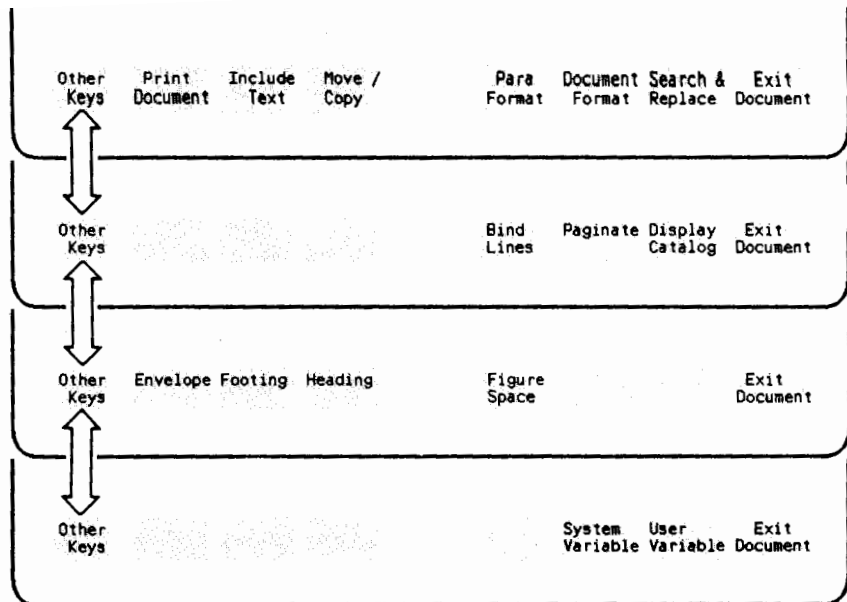 Other Print Include Move / Para Document Search & Exit
Keys Document Text Copy Format Format Replace Document
Other Bind Paginate Display Exit
Keys Lines Catalog Document
Other Envelope Footing Heading Figure Exit
Keys Space Document
Other System User Exit
Keys Variable Variable Document